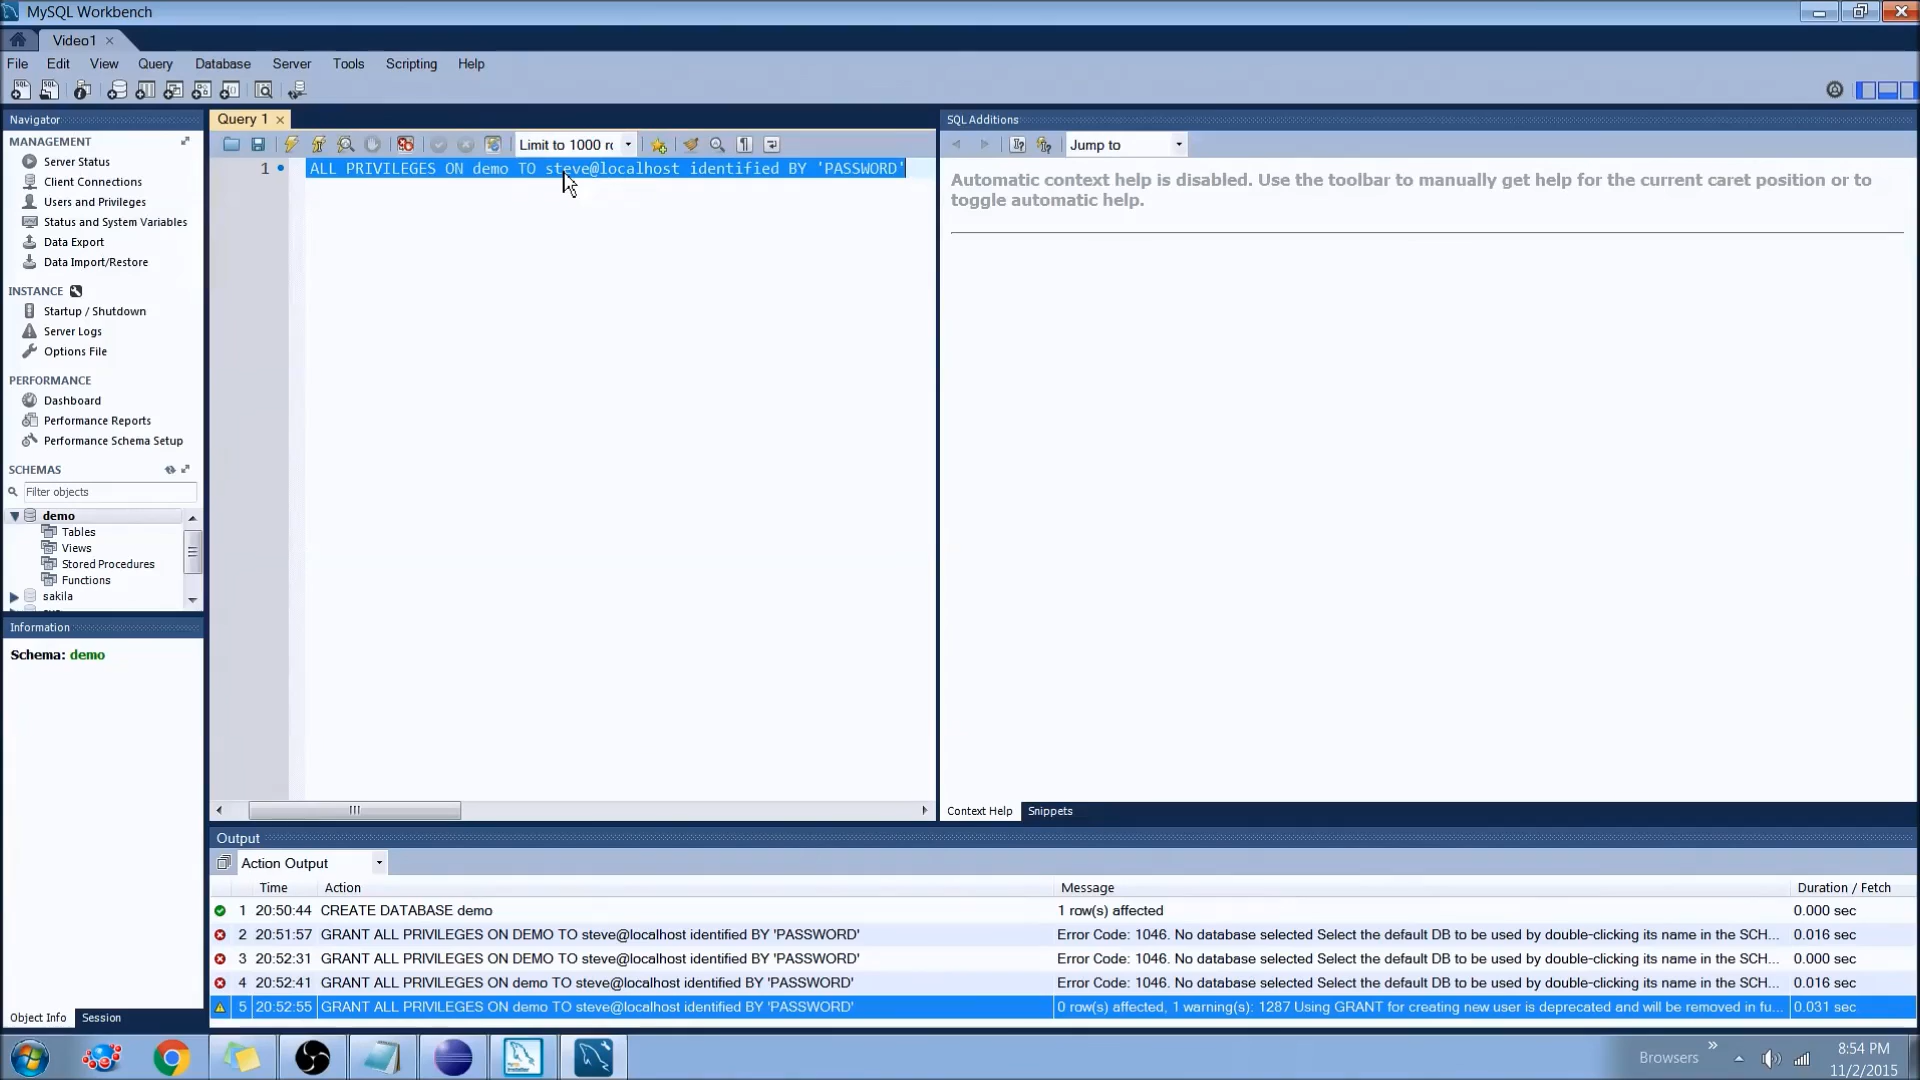 MySQL Workbench
Video1
File Edit View Query Database Server Tools Scripting Help
Navigator
MANAGEMENT
Server Status
Client Connections
Users and Privileges
Status and System Variables
Data Export
Data Import/Restore
INSTANCE
Startup / Shutdown
Server Logs
Options File
PERFORMANCE
Dashboard
Performance Reports
Performance Schema Setup
SCHEMAS
Filter objects
demo
Tables
Views
Stored Procedures
Functions
sakila
Information
Schema: demo
Object Info Session
Query 1
Limit to 1000 rc
1 ALL PRIVILEGES ON demo TO steve@localhost identified BY 'PASSWORD'
SQL Additions
Jump to
Automatic context help is disabled. Use the toolbar to manually get help for the current caret position or to
toggle automatic help.
Context Help Snippets
Output
Action Output
Time Action Message Duration / Fetch
1 20:50:44 CREATE DATABASE demo 1 row(s) affected 0.000 sec
2 20:51:57 GRANT ALL PRIVILEGES ON DEMO TO steve@localhost identified BY 'PASSWORD' Error Code: 1046. No database selected Select the default DB to be used by double-clicking its name in the SCH... 0.016 sec
3 20:52:31 GRANT ALL PRIVILEGES ON DEMO TO steve@localhost identified BY 'PASSWORD' Error Code: 1046. No database selected Select the default DB to be used by double-clicking its name in the SCH... 0.000 sec
4 20:52:41 GRANT ALL PRIVILEGES ON demo TO steve@localhost identified BY 'PASSWORD' Error Code: 1046. No database selected Select the default DB to be used by double-clicking its name in the SCH... 0.016 sec
5 20:52:55 GRANT ALL PRIVILEGES ON demo TO steve@localhost identified BY 'PASSWORD' 0 row(s) affected, 1 warning(s): 1287 Using GRANT for creating new user is deprecated and will be removed in fu... 0.031 sec
Browsers
8:54 PM
11/2/2015